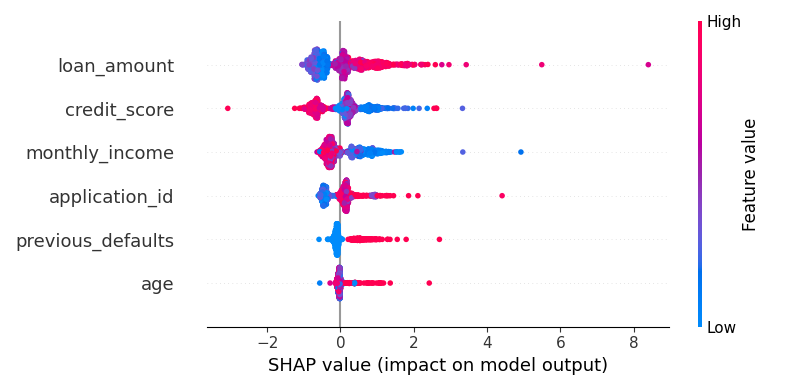 High
loan_amount
credit_score
monthly_income
application_id
previous_defaults
age
Feature value
Low
−2 0 2 4 6 8
SHAP value (impact on model output)